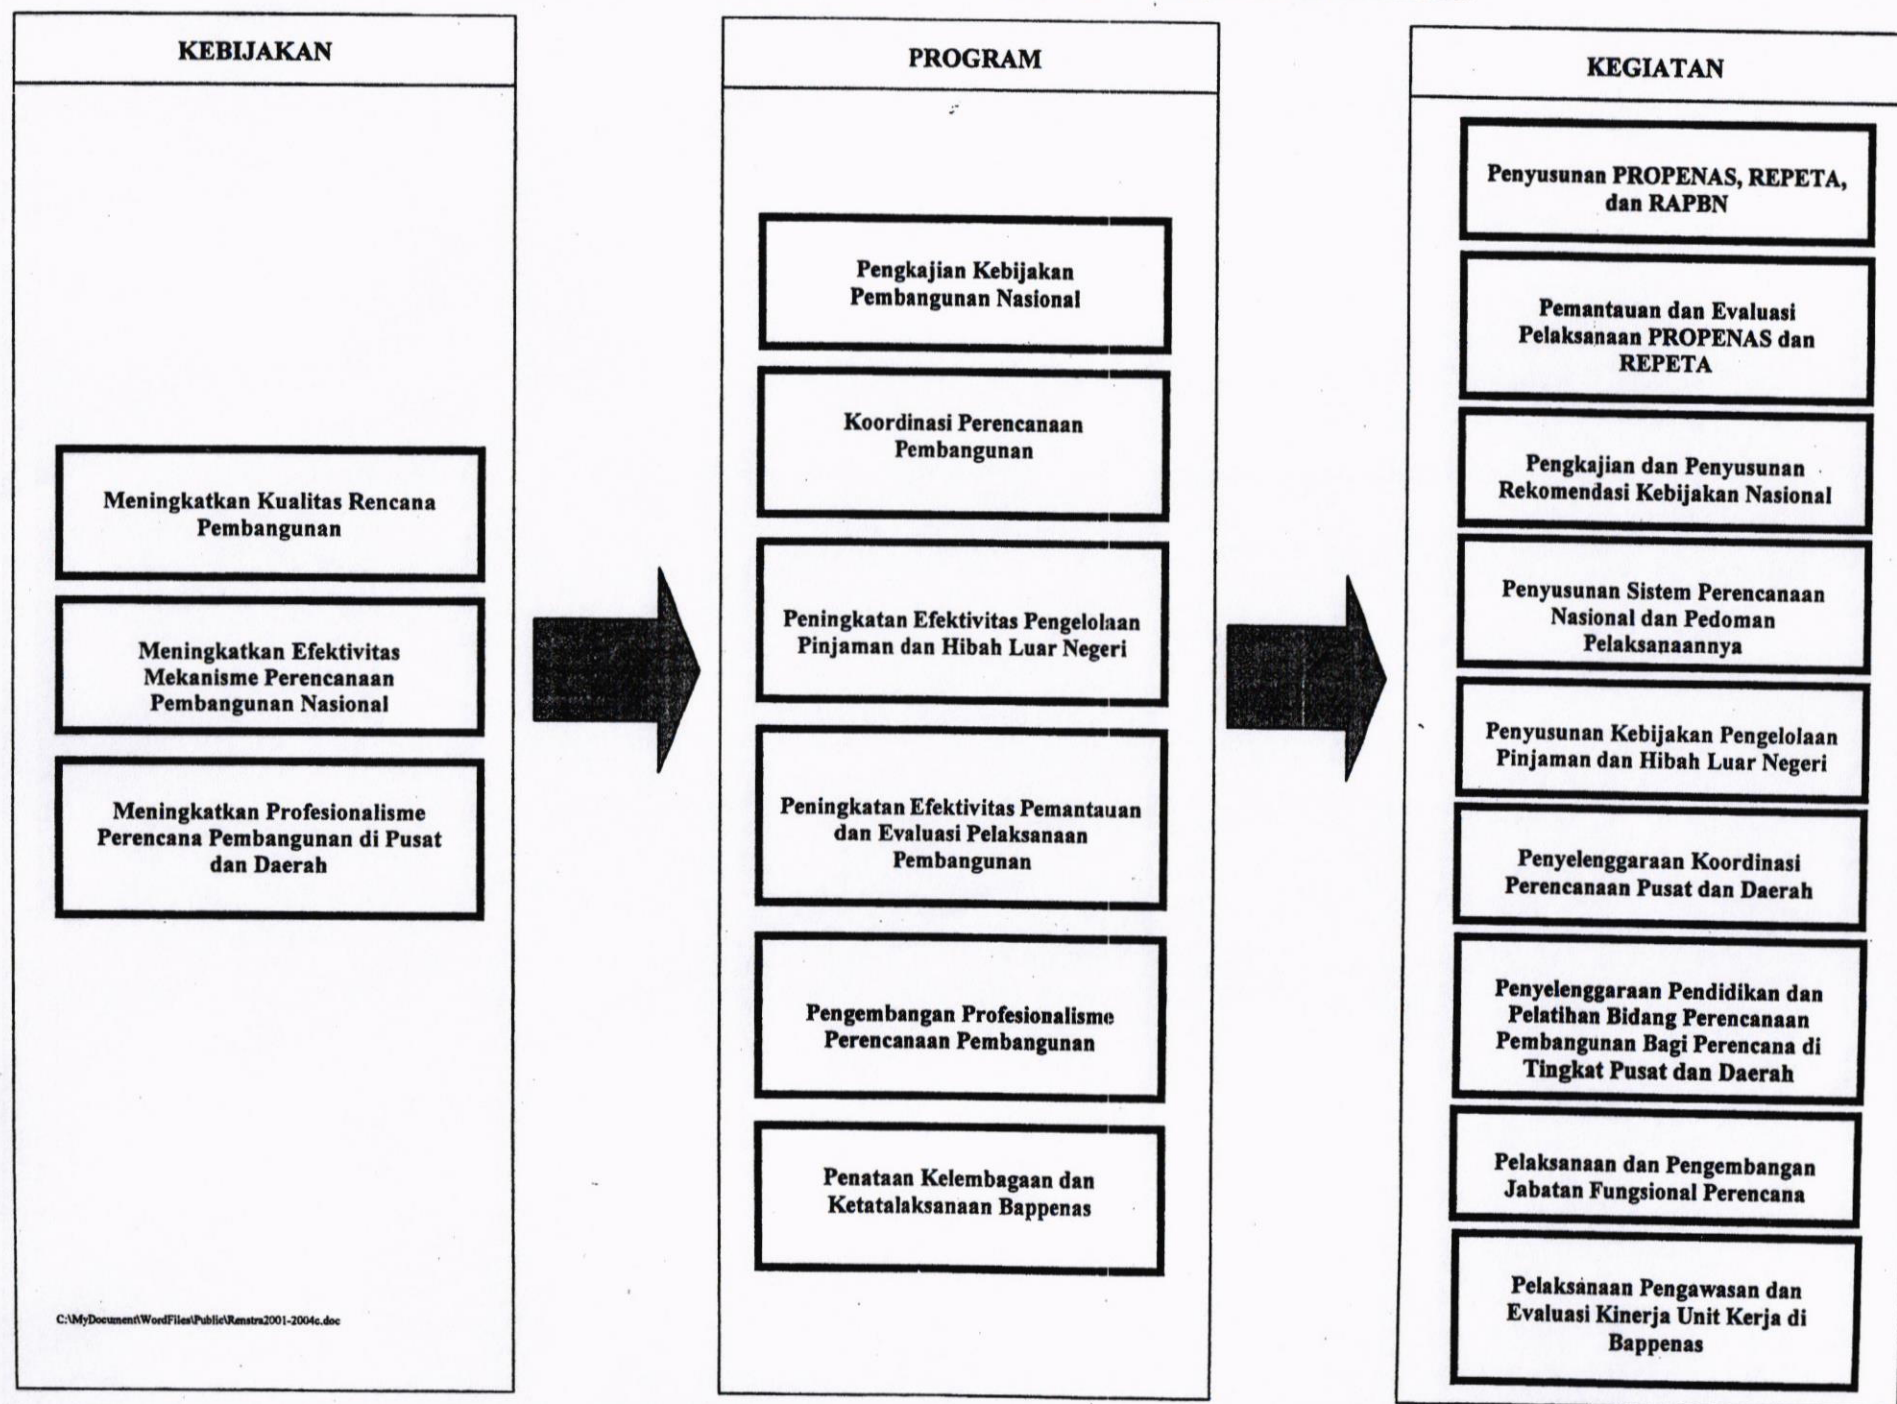 KEBIJAKAN
Meningkatkan Kualitas Rencana
Pembangunan
Meningkatkan Efektivitas
Mekanisme Perencanaan
Pembangunan Nasional
Meningkatkan Profesionalisme
Perencana Pembangunan di Pusat
dan Daerah
C:\MyDocument\WordFiles\Public\Renstra2001-2004c.doc
PROGRAM
Pengkajian Kebijakan
Pembangunan Nasional
Koordinasi Perencanaan
Pembangunan
Peningkatan Efektivitas Pengelolaan
Pinjaman dan Hibah Luar Negeri
Peningkatan Efektivitas Pemantauan
dan Evaluasi Pelaksanaan
Pembangunan
Pengembangan Profesionalisme
Perencanaan Pembangunan
Penataan Kelembagaan dan
Ketatalaksanaan Bappenas
KEGIATAN
Penyusunan PROPENAS, REPETA,
dan RAPBN
Pemantauan dan Evaluasi
Pelaksanaan PROPENAS dan
REPETA
Pengkajian dan Penyusunan
Rekomendasi Kebijakan Nasional
Penyusunan Sistem Perencanaan
Nasional dan Pedoman
Pelaksanaannya
Penyusunan Kebijakan Pengelolaan
Pinjaman dan Hibah Luar Negeri
Penyelenggaraan Koordinasi
Perencanaan Pusat dan Daerah
Penyelenggaraan Pendidikan dan
Pelatihan Bidang Perencanaan
Pembangunan Bagi Perencana di
Tingkat Pusat dan Daerah
Pelaksanaan dan Pengembangan
Jabatan Fungsional Perencana
Pelaksanaan Pengawasan dan
Evaluasi Kinerja Unit Kerja di
Bappenas